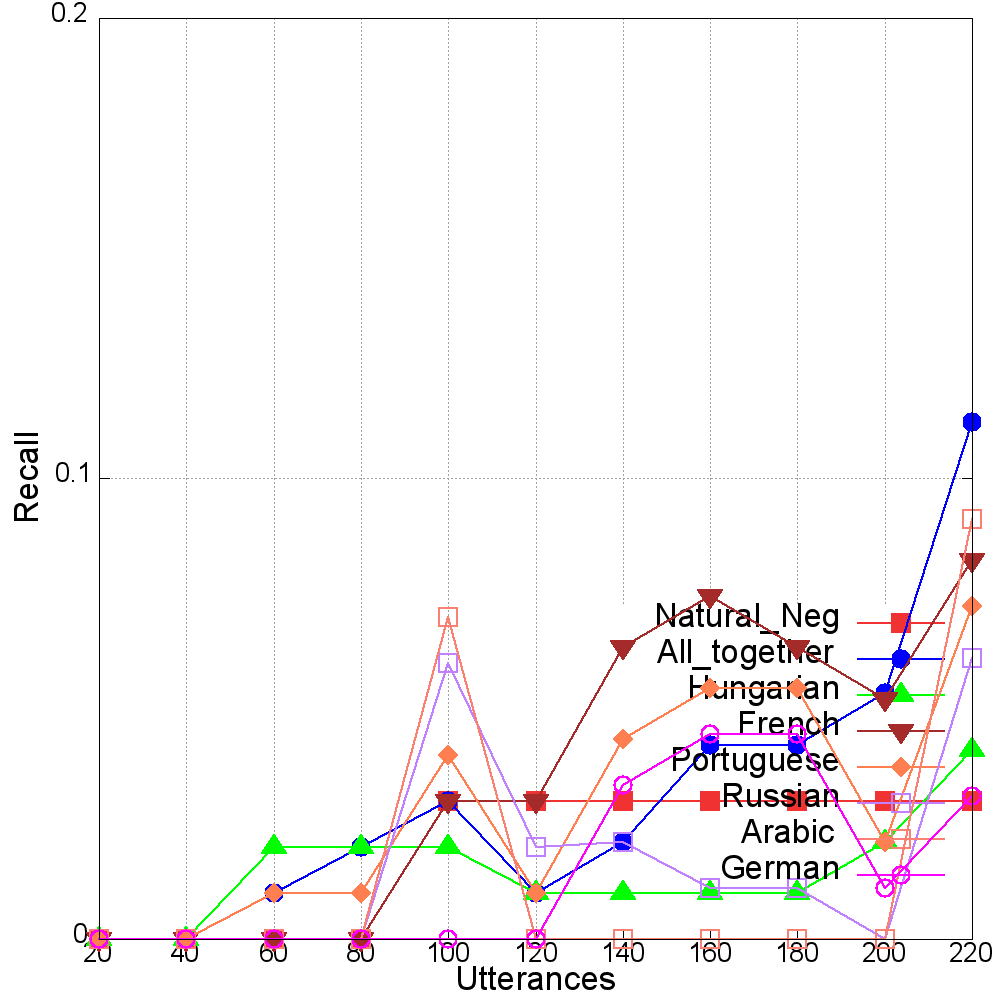 0.2
Recall
0.1
Natural_Neg
All_together
Hungarian
French
Portuguese
Russian
Arabic
German
0
20 40 60 80 100 120 140 160 180 200 220
Utterances